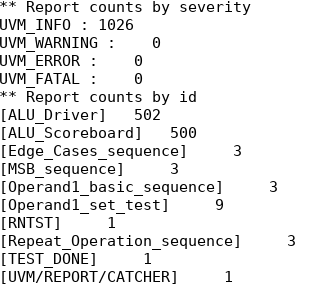 ** Report counts by severity
UVM_INFO : 1026
UVM_WARNING :    0
UVM_ERROR :    0
UVM_FATAL :    0
** Report counts by id
[ALU_Driver]   502
[ALU_Scoreboard]   500
[Edge_Cases_sequence]     3
[MSB_sequence]     3
[Operand1_basic_sequence]     3
[Operand1_set_test]     9
[RNTST]     1
[Repeat_Operation_sequence]     3
[TEST_DONE]     1
[UVM/REPORT/CATCHER]     1